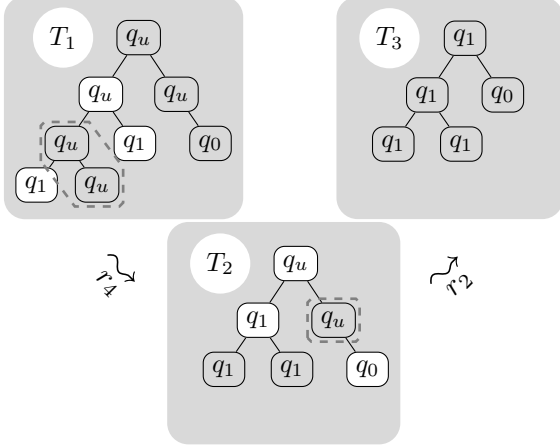 T₁ qᵤ
qᵤ qᵤ
qᵤ q₁ q₀
q₁ qᵤ
T₃ q₁
q₁ q₀
q₁ q₁
r₄
T₂ qᵤ
q₁ qᵤ
q₁ q₁ q₀
r₂